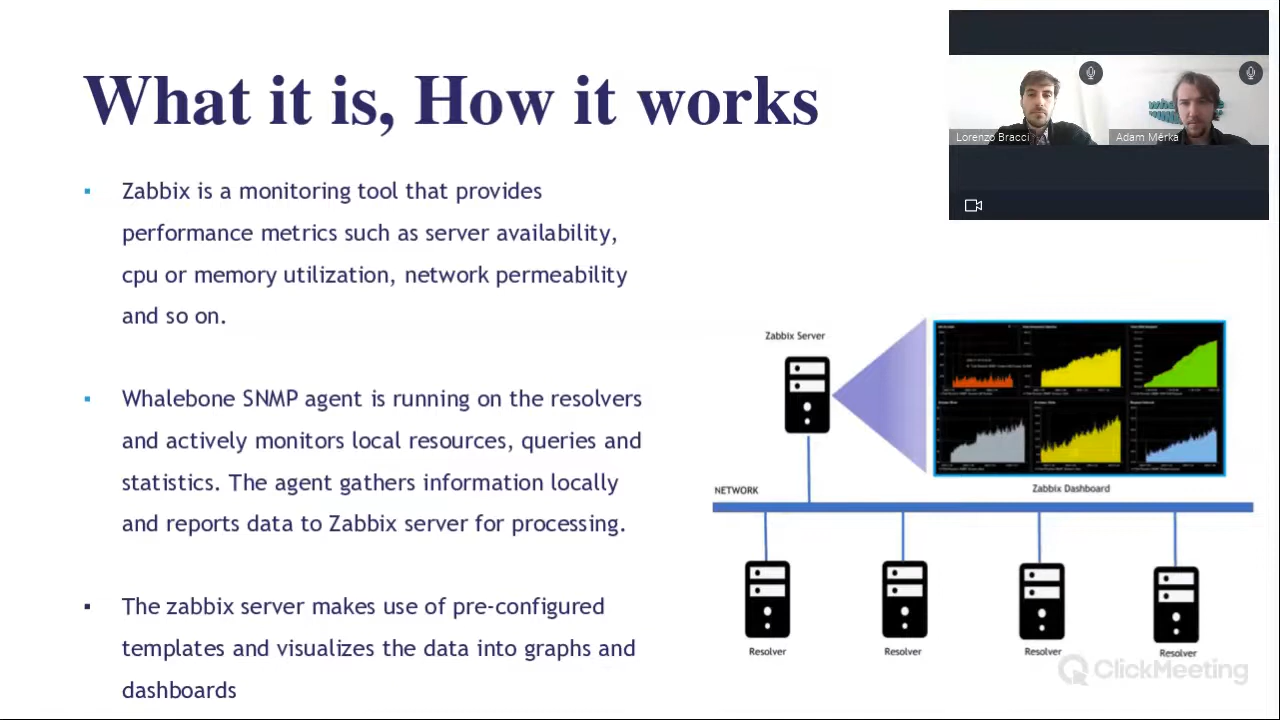 What it is, How it works
Zabbix is a monitoring tool that provides
performance metrics such as server availability,
cpu or memory utilization, network permeability
and so on.
Whalebone SNMP agent is running on the resolvers
and actively monitors local resources, queries and
statistics. The agent gathers information locally
and reports data to Zabbix server for processing.
The zabbix server makes use of pre-configured
templates and visualizes the data into graphs and
dashboards
Lorenzo Bracci
Adam Měrka
Zabbix Server
Zabbix Dashboard
NETWORK
Resolver
Resolver
Resolver
Resolver
ClickMeeting